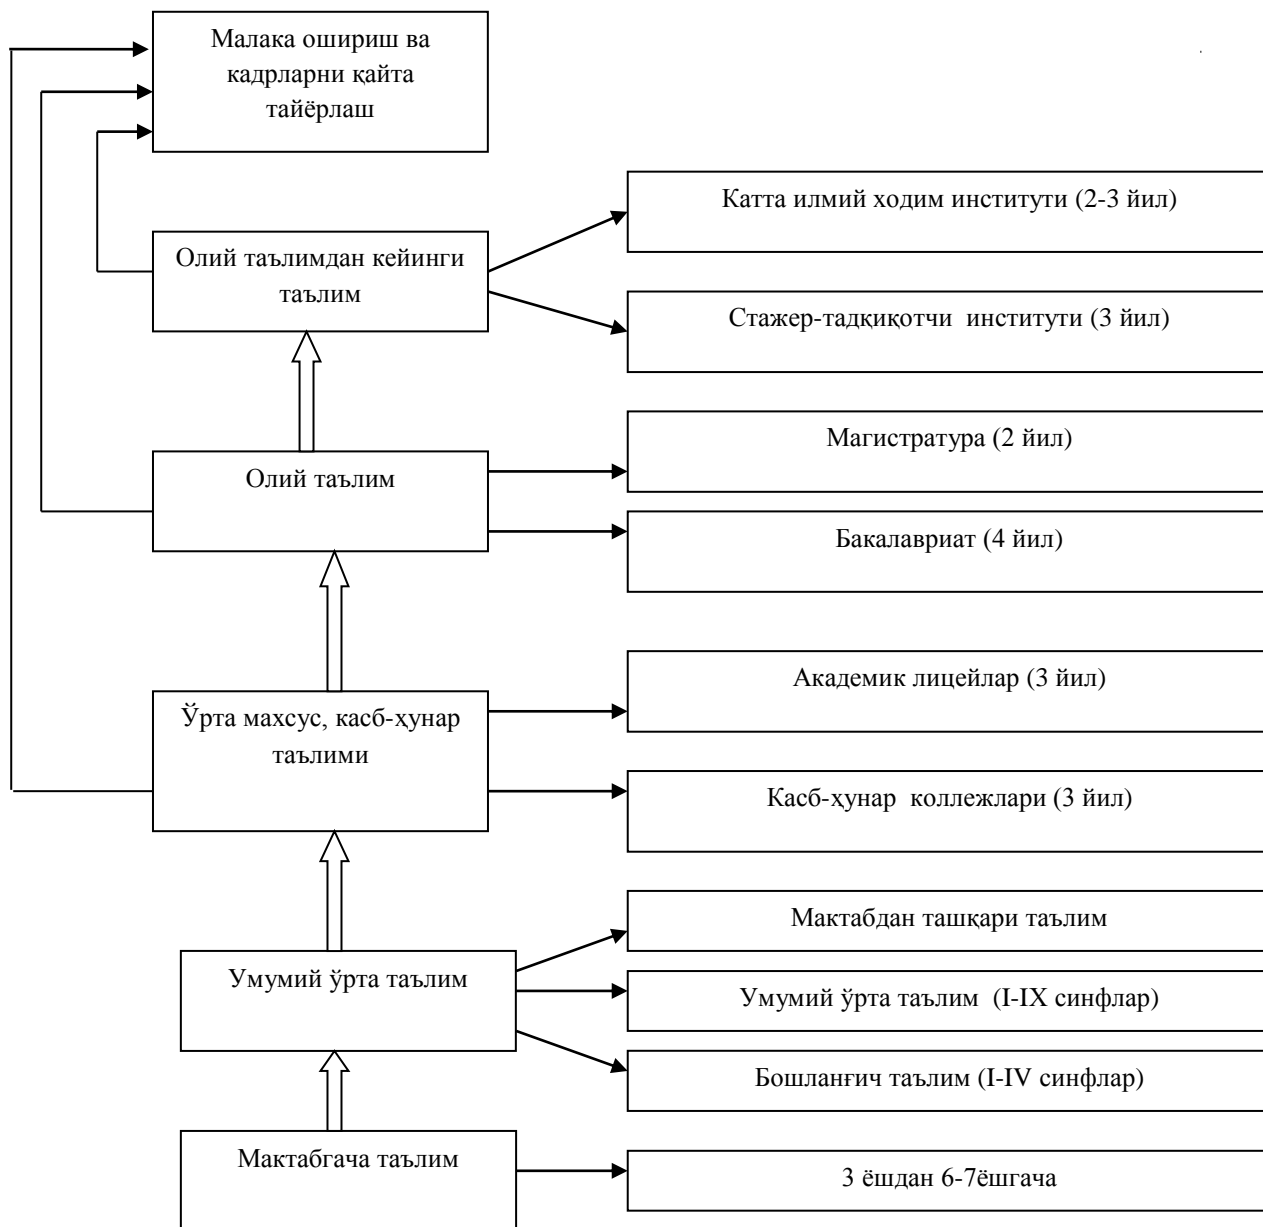 Малака ошириш ва
кадрларни қайта
тайёрлаш
Катта илмий ходим институти (2-3 йил)
Олий таълимдан кейинги
таълим
Стажер-тадқиқотчи институти (3 йил)
Магистратура (2 йил)
Олий таълим
Бакалавриат (4 йил)
Академик лицейлар (3 йил)
Ўрта махсус, касб-ҳунар
таълими
Касб-ҳунар коллежлари (3 йил)
Мактабдан ташқари таълим
Умумий ўрта таълим
Умумий ўрта таълим (I-IX синфлар)
Бошланғич таълим (I-IV синфлар)
Мактабгача таълим
3 ёшдан 6-7ёшгача